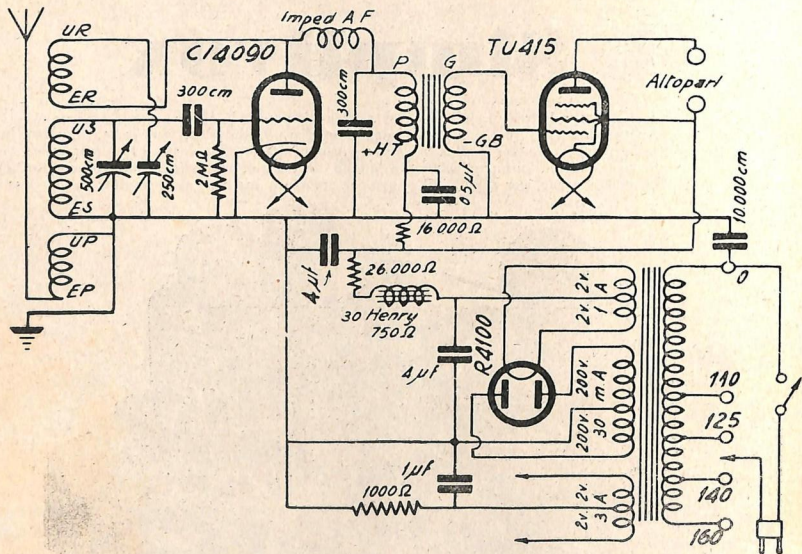 UR
ER
US
ES
UP
EP
500cm
250cm
300cm
2MΩ
C14090
Imped AF
300cm
P
G
+HT
-GB
0,5µF
16000Ω
TU415
Altoparl
10.000cm
4µF
26.000Ω
30 Henry
750Ω
4µF
R4100
2v. 2v.
1 A
200v. 200v.
30 mA
2v. 2v.
3 A
1µF
1000Ω
0
110
125
140
160